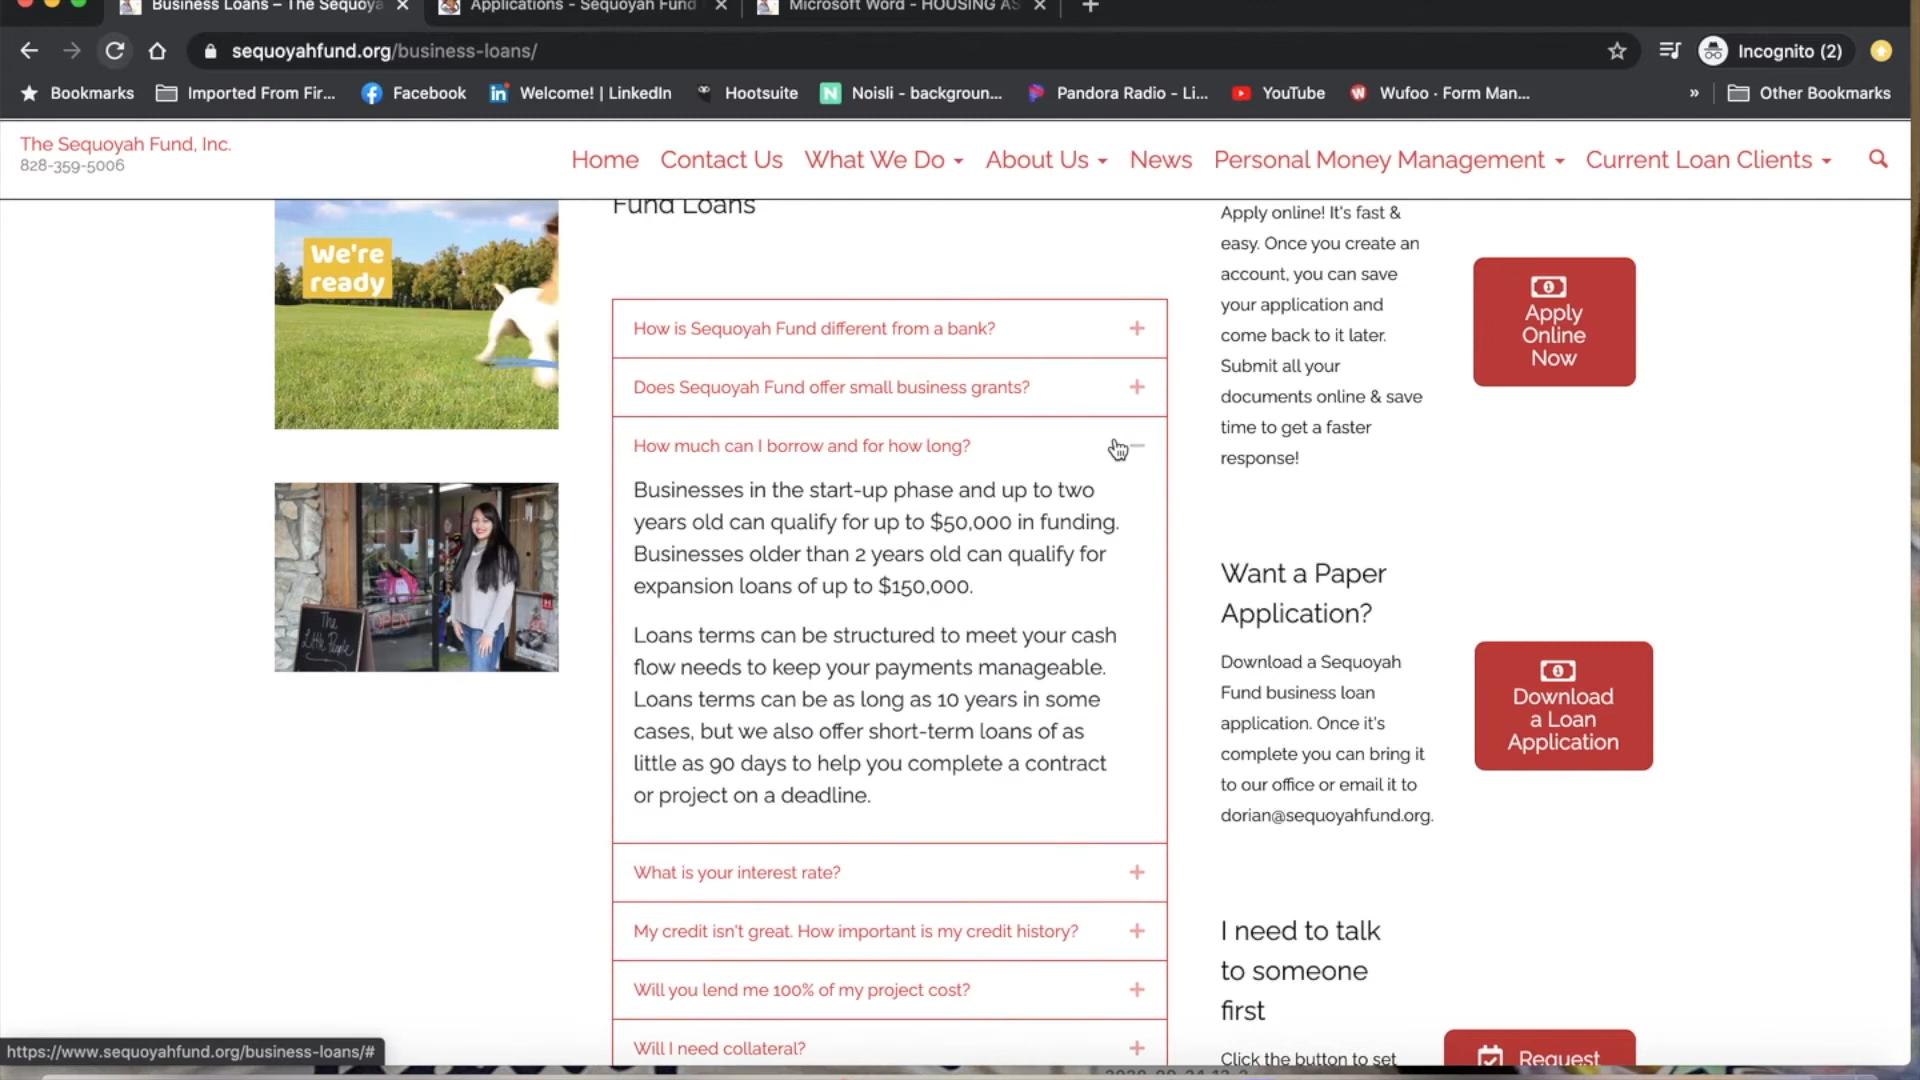 Business Loans – The Sequoya
Applications - Sequoyah Fund
Microsoft Word - HOUSING AS
sequoyahfund.org/business-loans/
Incognito (2)
Bookmarks
Imported From Fir...
Facebook
Welcome! | LinkedIn
Hootsuite
Noisli - backgroun...
Pandora Radio - Li...
YouTube
Wufoo · Form Man...
»
Other Bookmarks
The Sequoyah Fund, Inc.
828-359-5006
Home
Contact Us
What We Do
About Us
News
Personal Money Management
Current Loan Clients
We're
ready
The
Little People
OPEN
Fund Loans
How is Sequoyah Fund different from a bank?
Does Sequoyah Fund offer small business grants?
How much can I borrow and for how long?
Businesses in the start-up phase and up to two
years old can qualify for up to $50,000 in funding.
Businesses older than 2 years old can qualify for
expansion loans of up to $150,000.
Loans terms can be structured to meet your cash
flow needs to keep your payments manageable.
Loans terms can be as long as 10 years in some
cases, but we also offer short-term loans of as
little as 90 days to help you complete a contract
or project on a deadline.
What is your interest rate?
My credit isn't great. How important is my credit history?
Will you lend me 100% of my project cost?
Will I need collateral?
Apply online! It's fast &
easy. Once you create an
account, you can save
your application and
come back to it later.
Submit all your
documents online & save
time to get a faster
response!
Apply
Online
Now
Want a Paper
Application?
Download a Sequoyah
Fund business loan
application. Once it's
complete you can bring it
to our office or email it to
dorian@sequoyahfund.org.
Download
a Loan
Application
I need to talk
to someone
first
Click the button to set
Request
https://www.sequoyahfund.org/business-loans/#